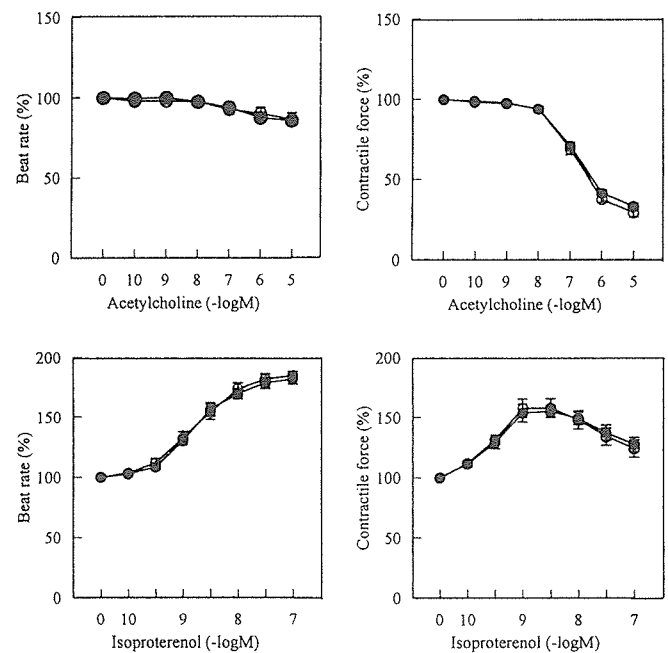 150
100
50
0
Beat rate (%)
0 10 9 8 7 6 5
Acetylcholine (-logM)
150
100
50
0
Contractile force (%)
0 10 9 8 7 6 5
Acetylcholine (-logM)
200
150
100
50
0
Beat rate (%)
0 10 9 8 7
Isoproterenol (-logM)
200
150
100
50
0
Contractile force (%)
0 10 9 8 7
Isoproterenol (-logM)